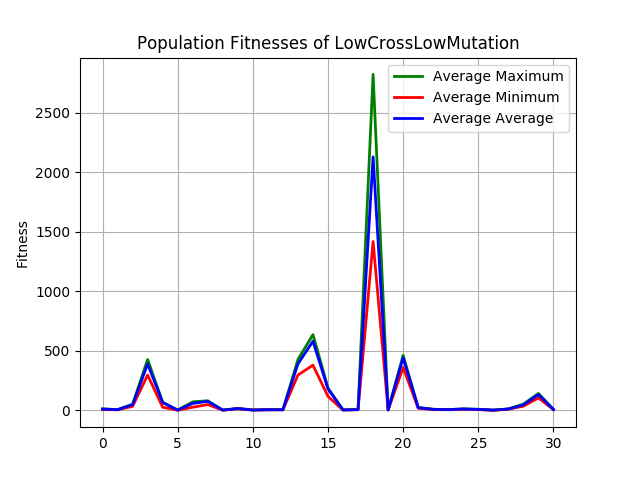 Population Fitnesses of LowCrossLowMutation
Average Maximum
Average Minimum
Average Average
Fitness
2500
2000
1500
1000
500
0
0 5 10 15 20 25 30